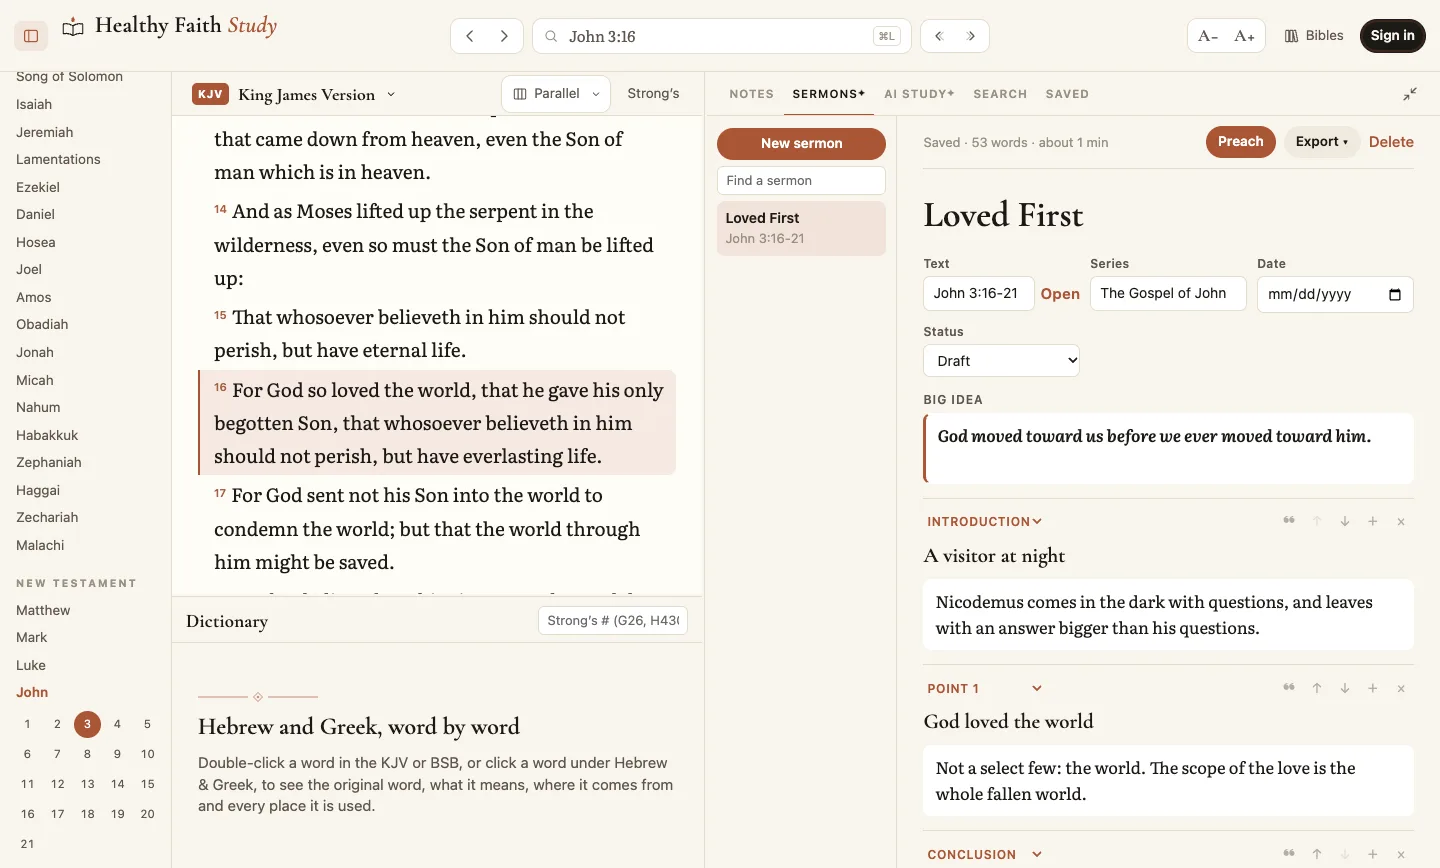 Healthy Faith Study
John 3:16
⌘L
A−
A+
Bibles
Sign in
Song of Solomon
Isaiah
Jeremiah
Lamentations
Ezekiel
Daniel
Hosea
Joel
Amos
Obadiah
Jonah
Micah
Nahum
Habakkuk
Zephaniah
Haggai
Zechariah
Malachi
NEW TESTAMENT
Matthew
Mark
Luke
John
1 2 3 4 5
6 7 8 9 10
11 12 13 14 15
16 17 18 19 20
21
KJV King James Version
Parallel
Strong's
that came down from heaven, even the Son of
man which is in heaven.
14 And as Moses lifted up the serpent in the
wilderness, even so must the Son of man be lifted
up:
15 That whosoever believeth in him should not
perish, but have eternal life.
16 For God so loved the world, that he gave his only
begotten Son, that whosoever believeth in him
should not perish, but have everlasting life.
17 For God sent not his Son into the world to
condemn the world; but that the world through
him might be saved.
Dictionary
Strong's # (G26, H430
Hebrew and Greek, word by word
Double-click a word in the KJV or BSB, or click a word under Hebrew
& Greek, to see the original word, what it means, where it comes from
and every place it is used.
NOTES
SERMONS✦
AI STUDY✦
SEARCH
SAVED
New sermon
Find a sermon
Loved First
John 3:16-21
Saved · 53 words · about 1 min
Preach
Export ▾
Delete
Loved First
Text
Series
Date
John 3:16-21
Open
The Gospel of John
mm/dd/yyyy
Status
Draft
BIG IDEA
God moved toward us before we ever moved toward him.
INTRODUCTION
❝ ↑ ↓ + ×
A visitor at night
Nicodemus comes in the dark with questions, and leaves
with an answer bigger than his questions.
POINT 1
❝ ↑ ↓ + ×
God loved the world
Not a select few: the world. The scope of the love is the
whole fallen world.
CONCLUSION
❝ ↑ ↓ + ×